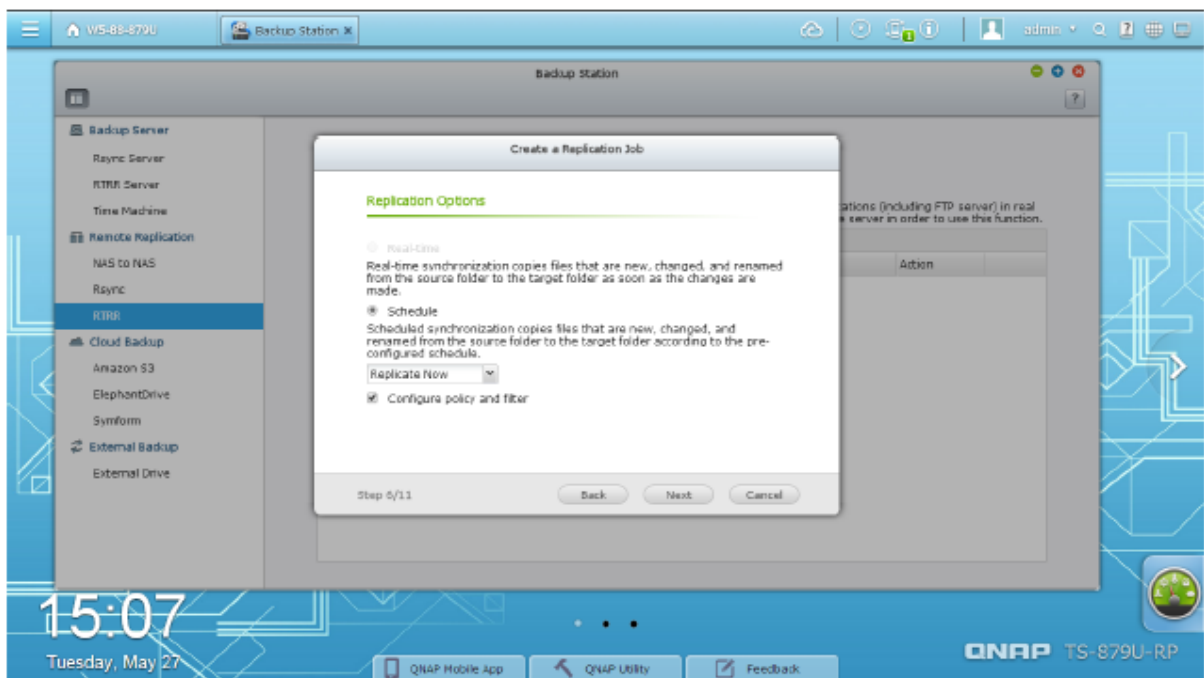 WS-88-879U
Backup Station
1
admin
Backup Station
?
Backup Server
Rsync Server
RTRR Server
Time Machine
Remote Replication
NAS to NAS
Rsync
RTRR
Cloud Backup
Amazon S3
ElephantDrive
Symform
External Backup
External Drive
ations (including FTP server) in real
e server in order to use this function.
Action
Create a Replication Job
Replication Options
Real-time
Real-time synchronization copies files that are new, changed, and renamed
from the source folder to the target folder as soon as the changes are
made.
Schedule
Scheduled synchronization copies files that are new, changed, and
renamed from the source folder to the target folder according to the pre-
configured schedule.
Replicate Now
Configure policy and filter
Step 6/11
Back
Next
Cancel
15:07
Tuesday, May 27
QNAP Mobile App
QNAP Utility
Feedback
QNAP TS-879U-RP